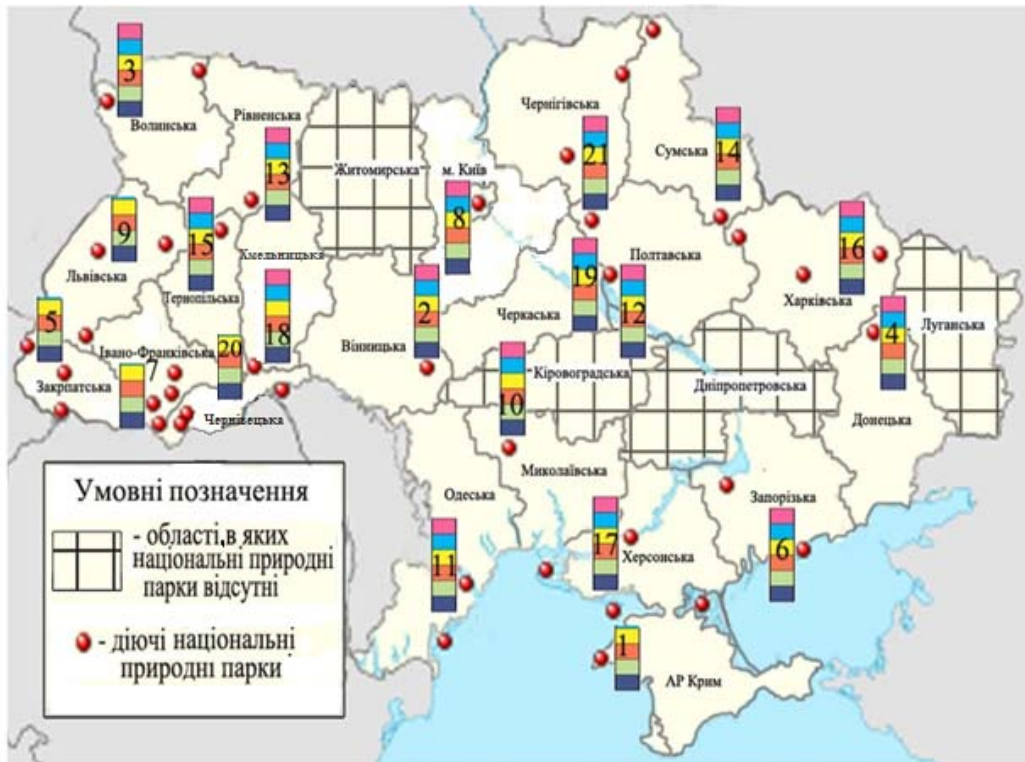 3
Волинська
Рівненська
13
Житомирська
Чернігівська
21
Сумська
14
м. Київ
8
9
Львівська
15
Тернопільська
Хмельницька
18
2
Вінницька
Черкаська
19
12
Полтавська
16
Харківська
Луганська
4
Донецька
5
Закрпатська
Івано-Франківська
7
20
Чернівецька
10
Кіровоградська
Дніпропетровська
Миколаївська
Одеська
11
17
Херсонська
Запорізька
6
1
АР Крим
Умовні позначення
- області,в яких
національні природні
парки відсутні
- діючі національні
природні парки